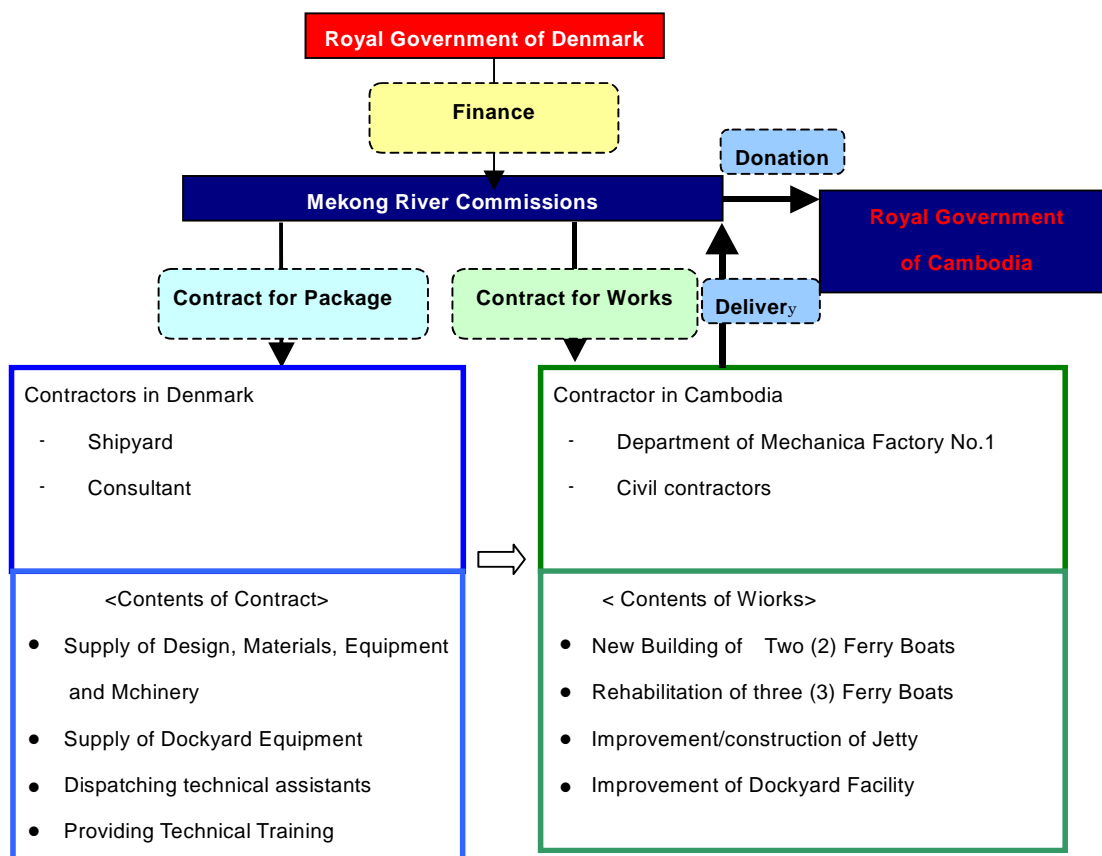 Royal Government of Denmark
Finance
Donation
Mekong River Commissions
Royal Government
of Cambodia
Contract for Package
Contract for Works
Delivery
Contractors in Denmark
- Shipyard
- Consultant
Contractor in Cambodia
- Department of Mechanica Factory No.1
- Civil contractors
<Contents of Contract>
● Supply of Design, Materials, Equipment
and Mchinery
● Supply of Dockyard Equipment
● Dispatching technical assistants
● Providing Technical Training
< Contents of Wiorks>
● New Building of Two (2) Ferry Boats
● Rehabilitation of three (3) Ferry Boats
● Improvement/construction of Jetty
● Improvement of Dockyard Facility